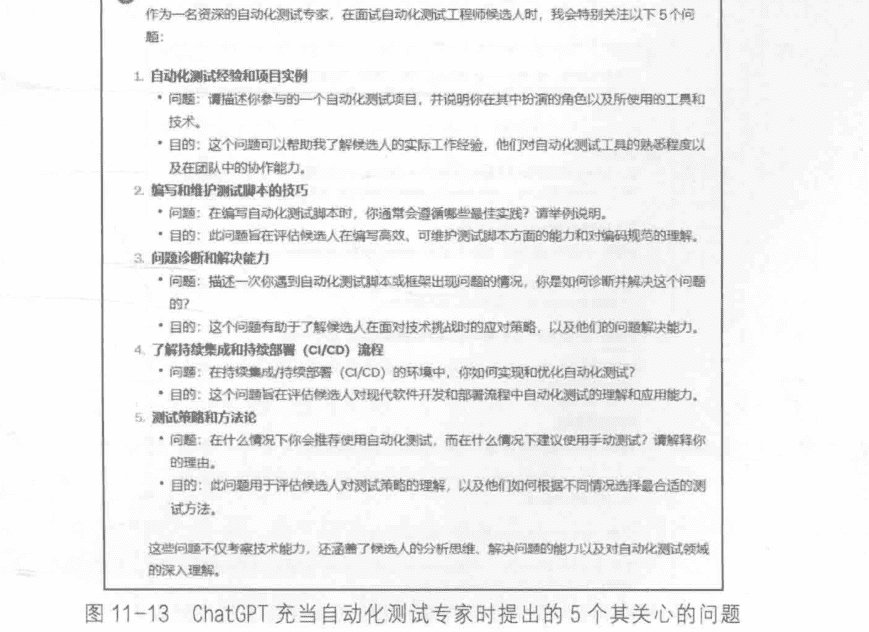 作为一名资深的自动化测试专家，在面试自动化测试工程师候选人时，我会特别关注以下 5 个问
题：
1. 自动化测试经验和项目实例
• 问题：请描述你参与的一个自动化测试项目，并说明你在其中扮演的角色以及所使用的工具和
技术。
• 目的：这个问题可以帮助我了解候选人的实际工作经验，他们对自动化测试工具的熟悉程度以
及在团队中的协作能力。
2. 编写和维护测试脚本的技巧
• 问题：在编写自动化测试脚本时，你通常会遵循哪些最佳实践？请举例说明。
• 目的：此问题旨在评估候选人在编写高效、可维护测试脚本方面的能力和对编码规范的理解。
3. 问题诊断和解决能力
• 问题：描述一次你遇到自动化测试脚本或框架出现问题的情况，你是如何诊断并解决这个问题
的？
• 目的：这个问题有助于了解候选人在面对技术挑战时的应对策略，以及他们的问题解决能力。
4. 了解持续集成和持续部署（CI/CD）流程
• 问题：在持续集成/持续部署（CI/CD）的环境中，你如何实现和优化自动化测试？
• 目的：这个问题旨在评估候选人对现代软件开发和部署流程中自动化测试的理解和应用能力。
5. 测试策略和方法论
• 问题：在什么情况下你会推荐使用自动化测试，而在什么情况下建议使用手动测试？请解释你
的理由。
• 目的：此问题用于评估候选人对测试策略的理解，以及他们如何根据不同情况选择最合适的测
试方法。
这些问题不仅考察技术能力，还涵盖了候选人的分析思维、解决问题的能力以及对自动化测试领域
的深入理解。
图 11-13 ChatGPT 充当自动化测试专家时提出的 5 个其关心的问题